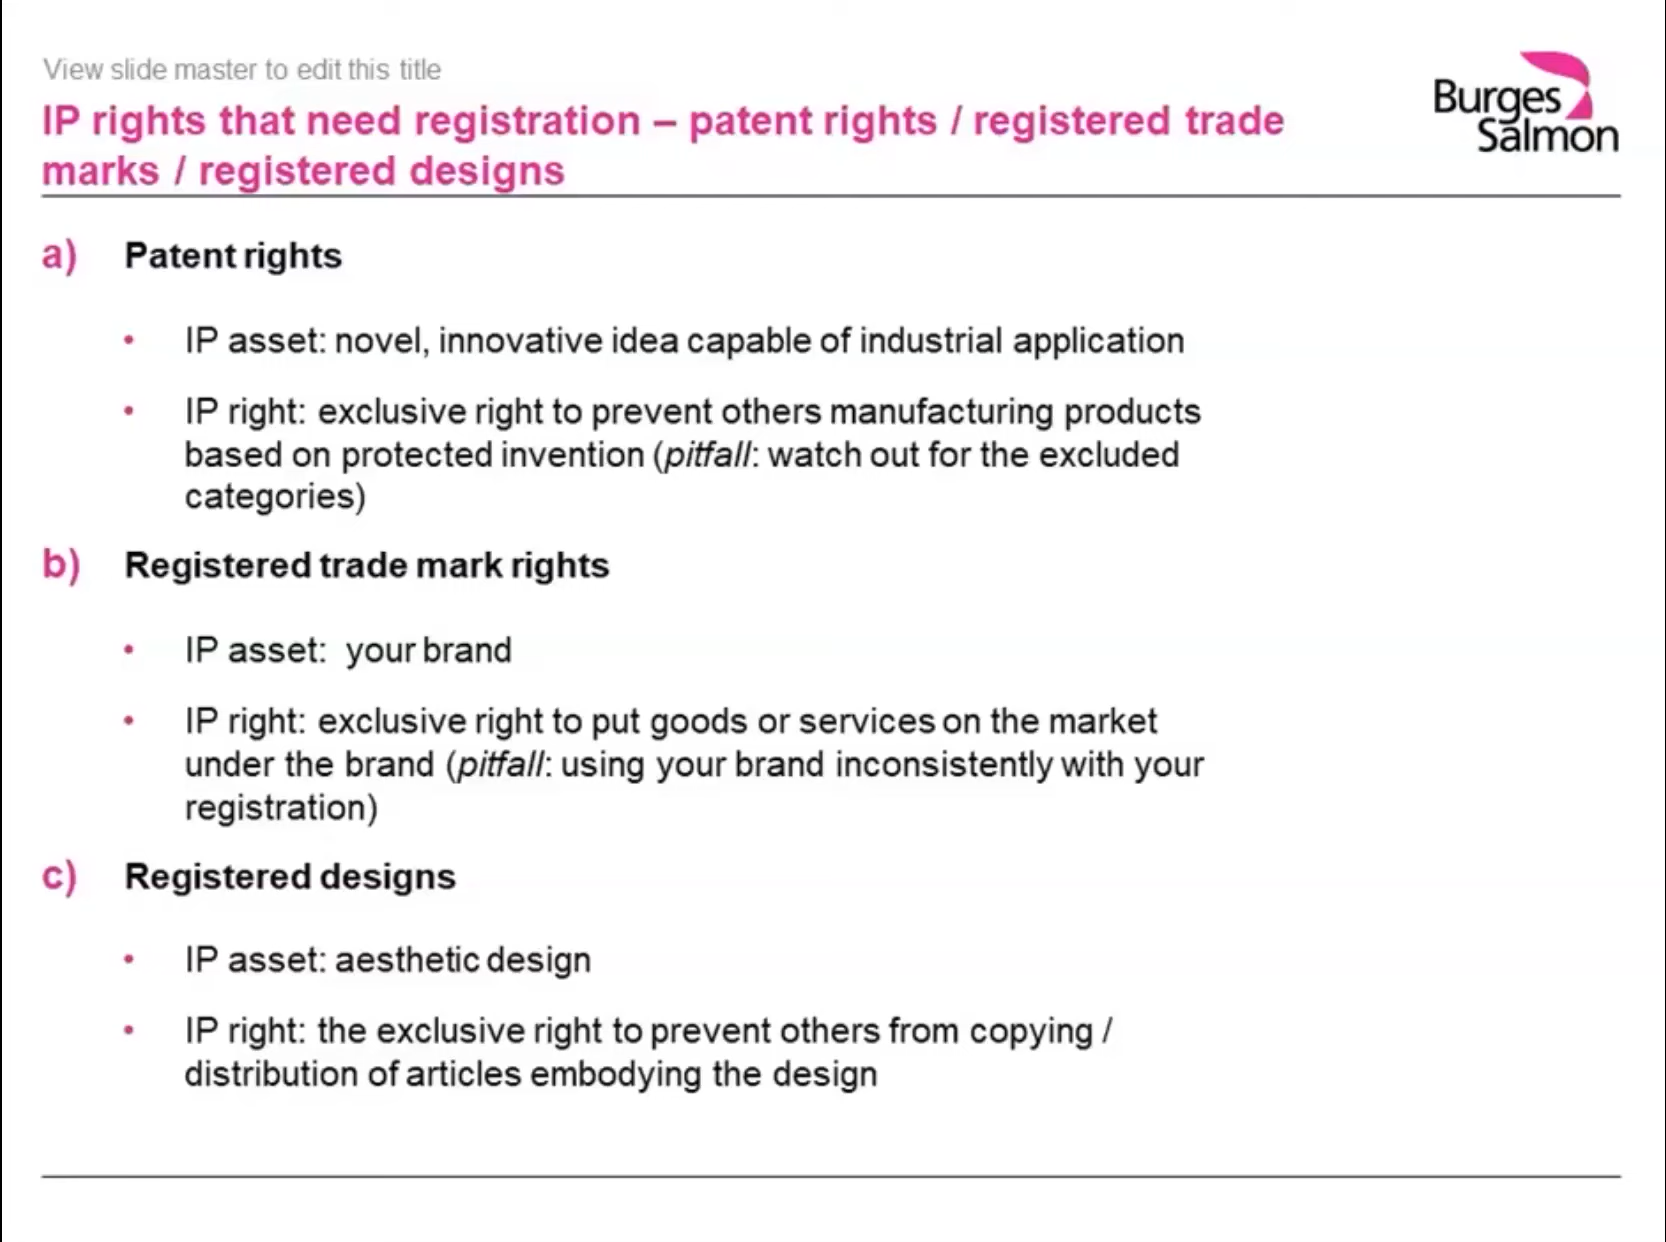 View slide master to edit this title
IP rights that need registration – patent rights / registered trade
marks / registered designs
Burges
Salmon
a) Patent rights
• IP asset: novel, innovative idea capable of industrial application
• IP right: exclusive right to prevent others manufacturing products
based on protected invention (pitfall: watch out for the excluded
categories)
b) Registered trade mark rights
• IP asset: your brand
• IP right: exclusive right to put goods or services on the market
under the brand (pitfall: using your brand inconsistently with your
registration)
c) Registered designs
• IP asset: aesthetic design
• IP right: the exclusive right to prevent others from copying /
distribution of articles embodying the design